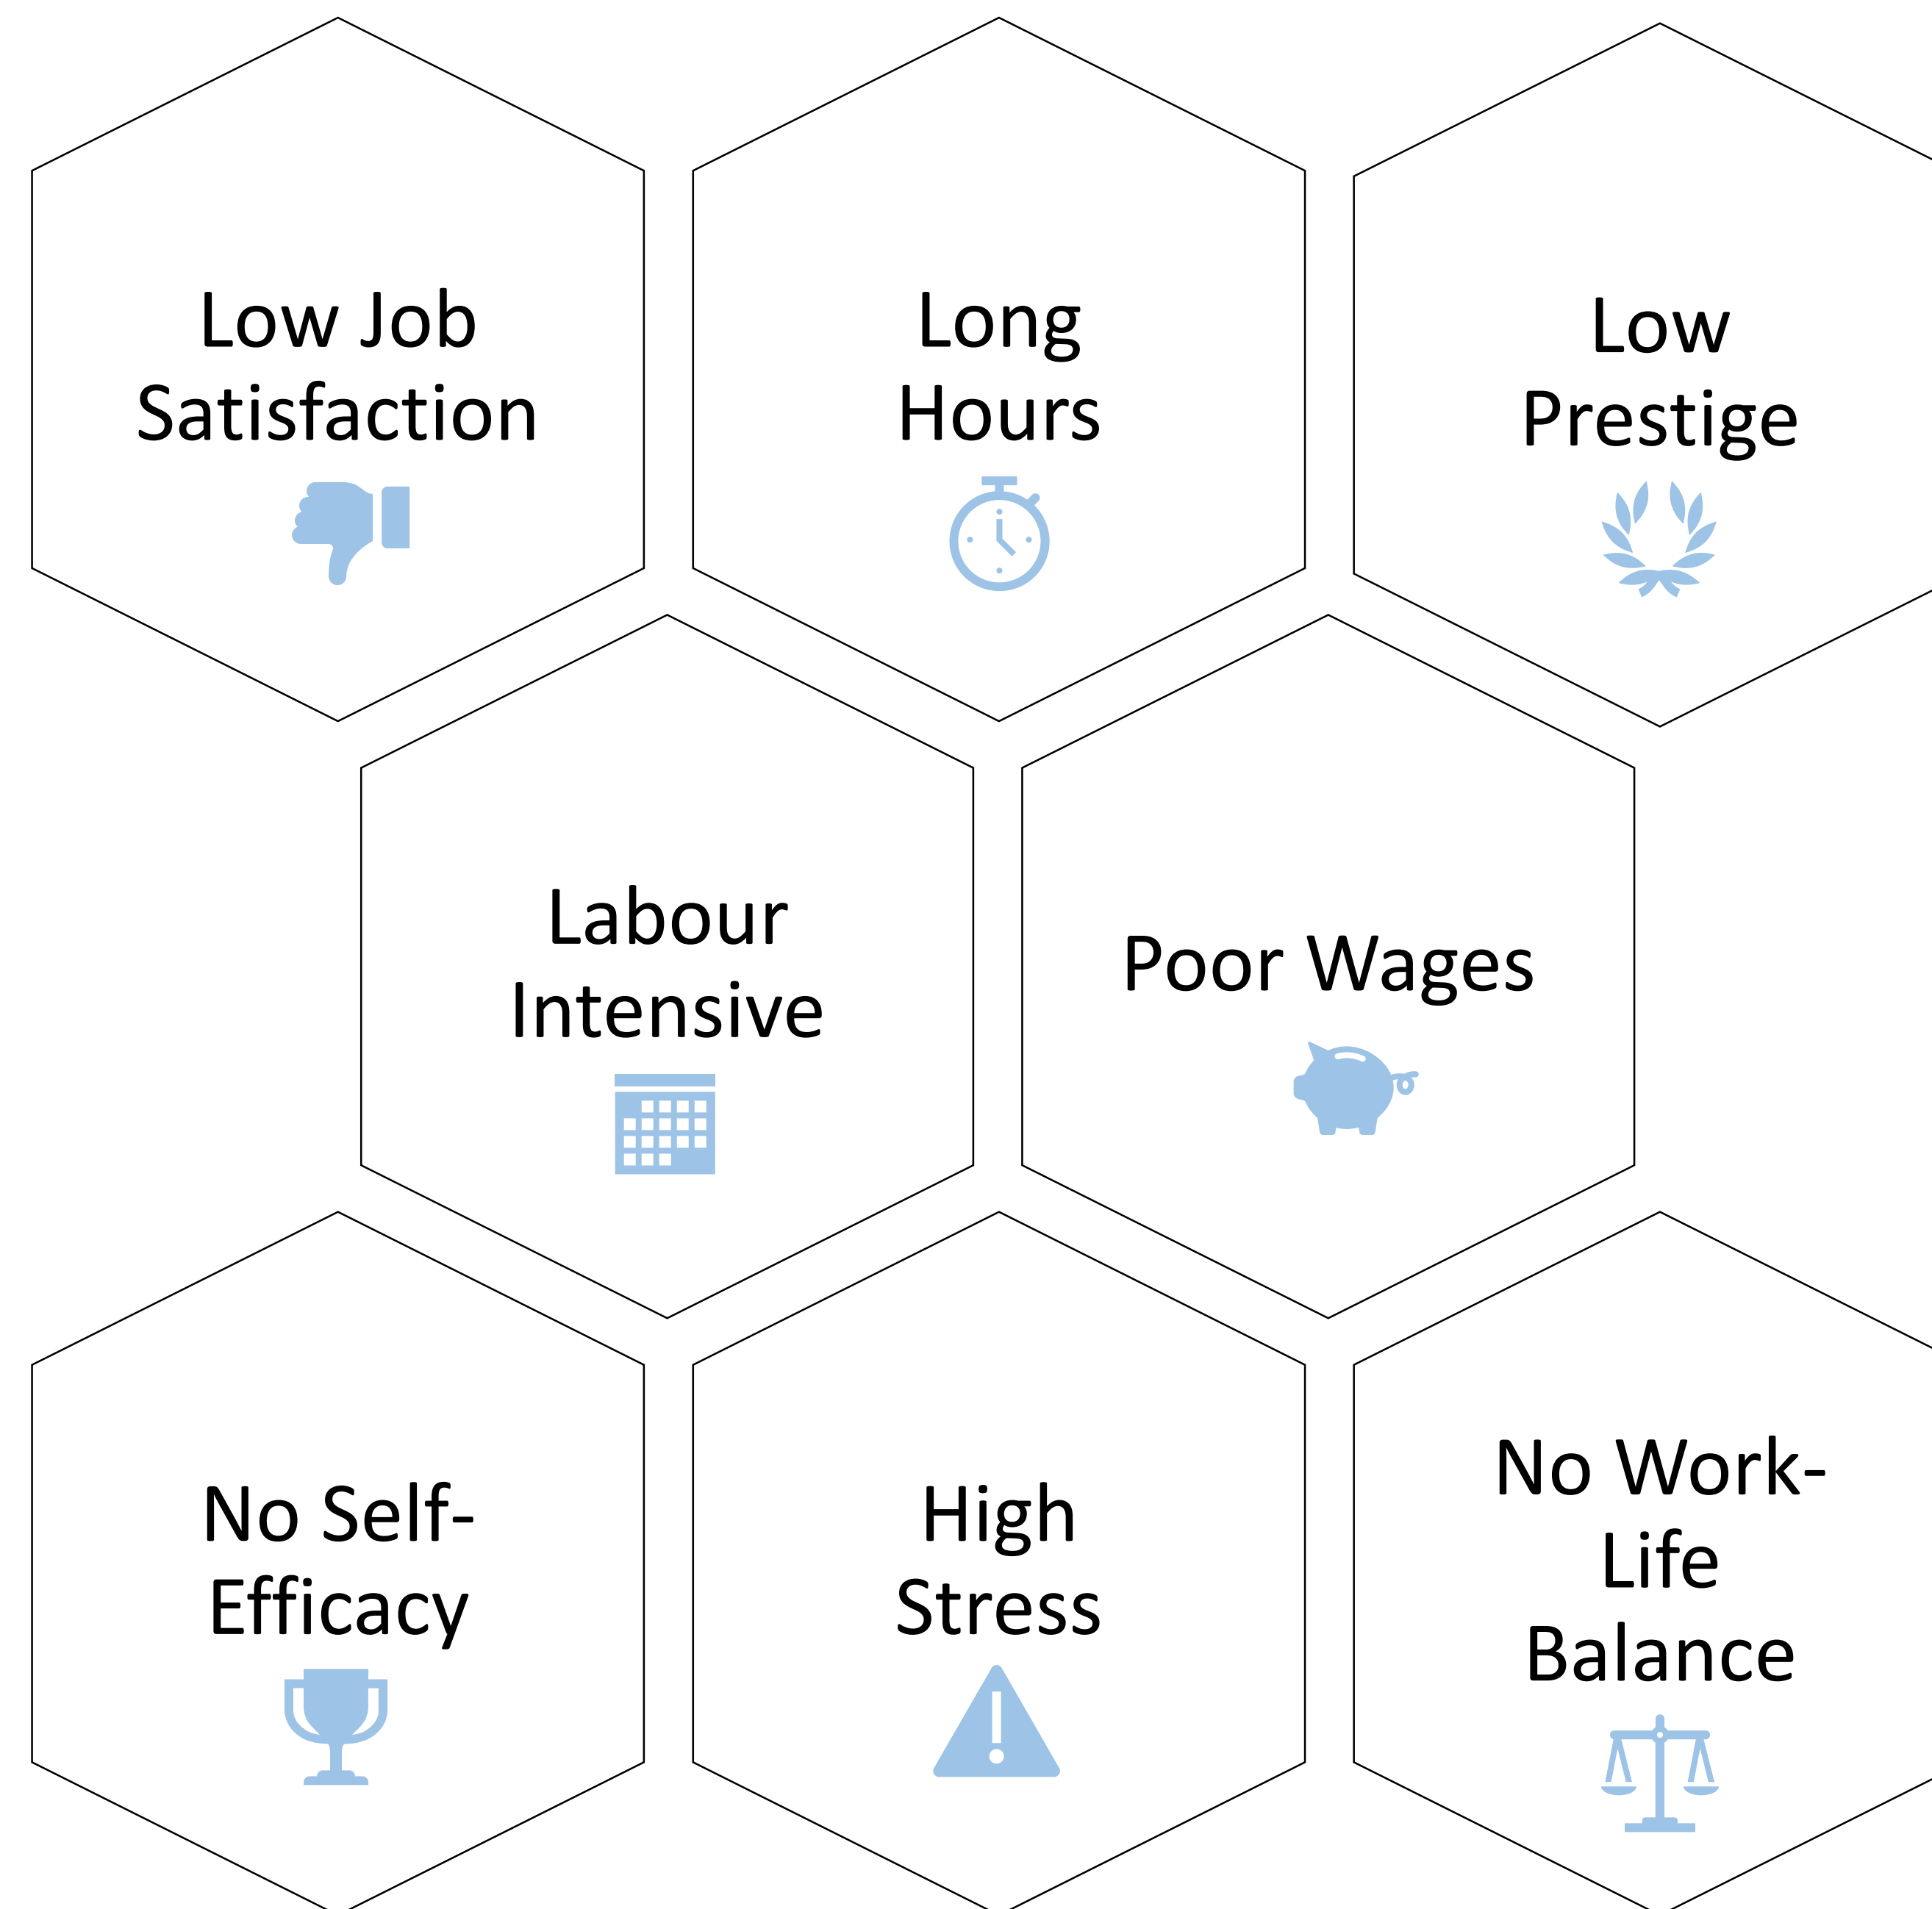 Low Job
Satisfaction
Long
Hours
Low
Prestige
Labour
Intensive
Poor Wages
No Self-
Efficacy
High
Stress
No Work-
Life
Balance